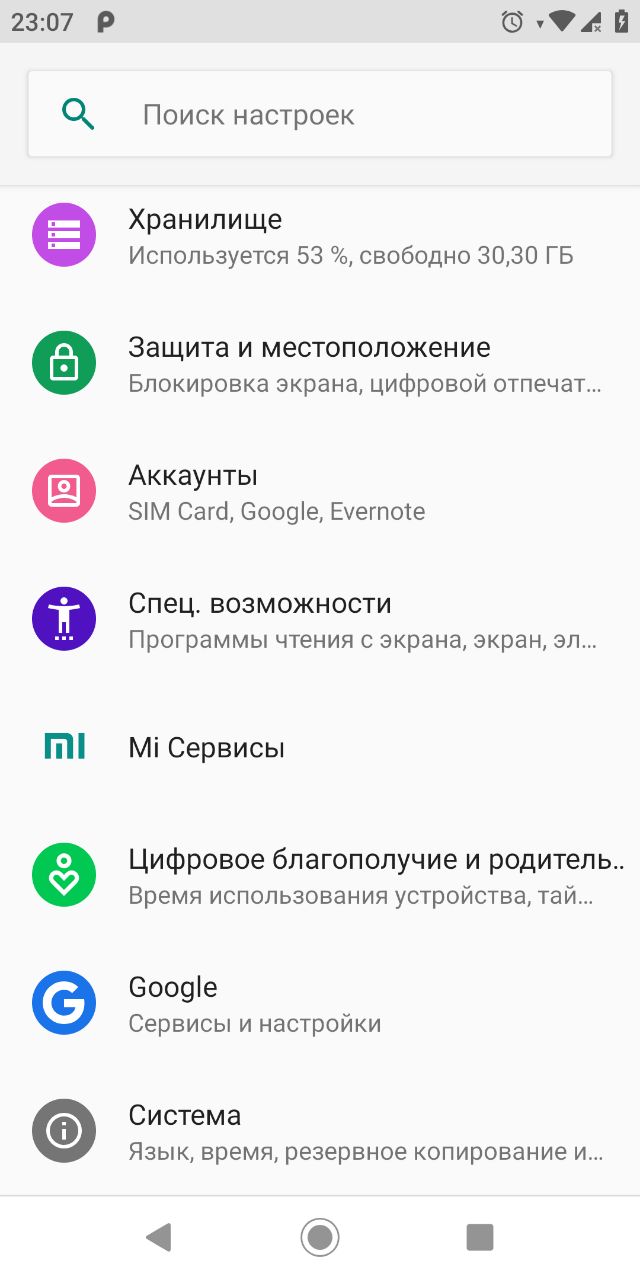 23:07
Поиск настроек
Хранилище
Используется 53 %, свободно 30,30 ГБ
Защита и местоположение
Блокировка экрана, цифровой отпечат…
Аккаунты
SIM Card, Google, Evernote
Спец. возможности
Программы чтения с экрана, экран, эл…
Mi Сервисы
Цифровое благополучие и родитель..
Время использования устройства, тай…
Google
Сервисы и настройки
Система
Язык, время, резервное копирование и…